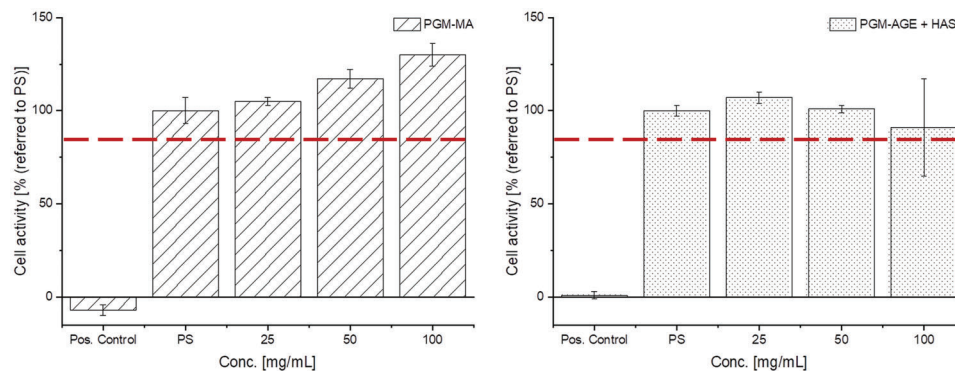 PGM-MA
Cell activity [% (referred to PS)]
150
100
50
0
Pos. Control PS 25 50 100
Conc. [mg/mL]
PGM-AGE + HAS
Cell activity [% (referred to PS)]
150
100
50
0
Pos. Control PS 25 50 100
Conc. [mg/mL]